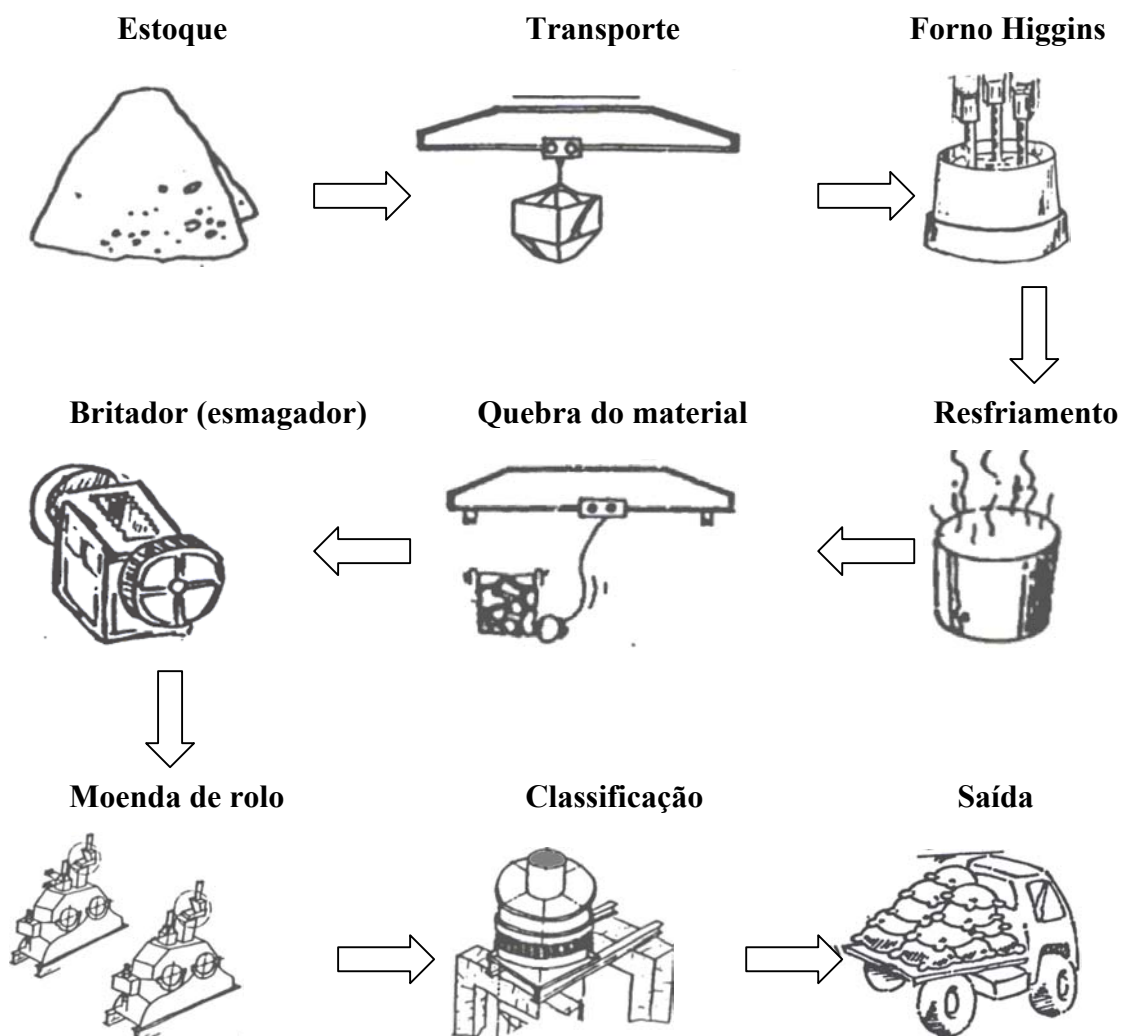 Estoque
Transporte
Forno Higgins
Britador (esmagador)
Quebra do material
Resfriamento
Moenda de rolo
Classificação
Saída